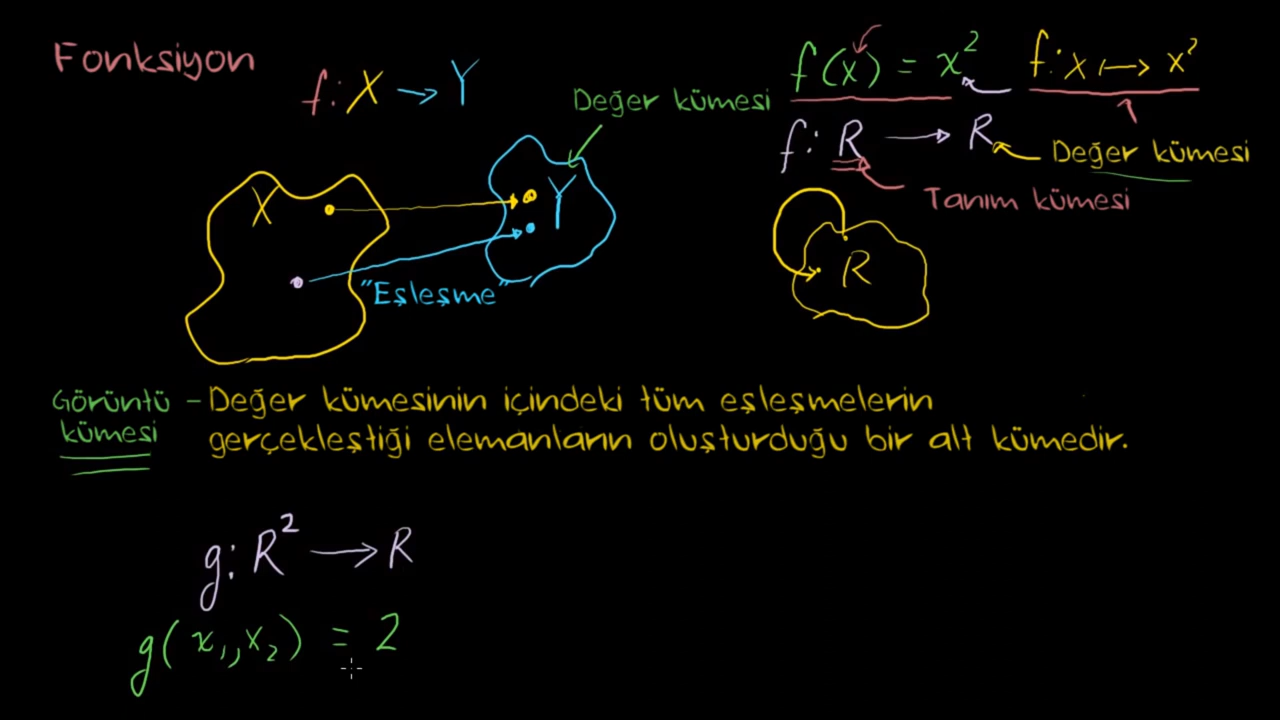 Fonksiyon
f: X → Y
Değer kümesi
X
Y
"Eşleşme"
f(x) = x²
f: x ↦ x²
f: R → R
Değer kümesi
Tanım kümesi
R
Görüntü kümesi - Değer kümesinin içindeki tüm eşleşmelerin
gerçekleştiği elemanların oluşturduğu bir alt kümedir.
g: R² → R
g(x₁,x₂) = 2